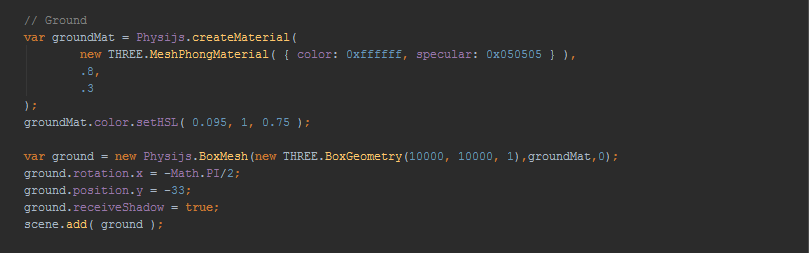 // Ground
var groundMat = Physijs.createMaterial(
new THREE.MeshPhongMaterial( { color: 0xffffff, specular: 0x050505 } ),
.8,
.3
);
groundMat.color.setHSL( 0.095, 1, 0.75 );
var ground = new Physijs.BoxMesh(new THREE.BoxGeometry(10000, 10000, 1),groundMat,0);
ground.rotation.x = -Math.PI/2;
ground.position.y = -33;
ground.receiveShadow = true;
scene.add( ground );